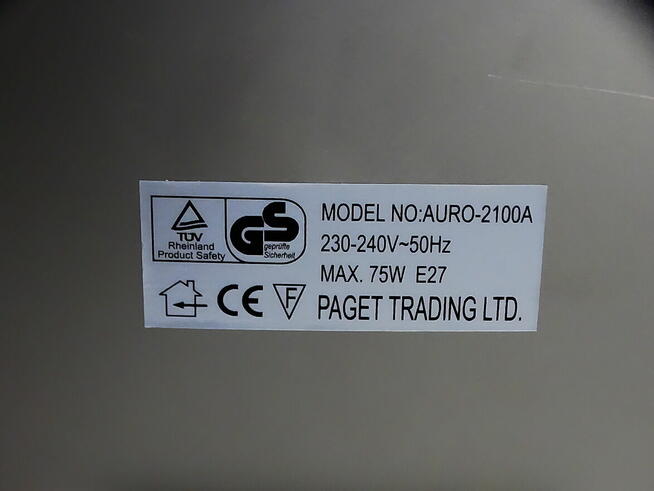 TÜV
Rheinland
Product Safety
GS
geprüfte
Sicherheit
MODEL NO:AURO-2100A
230-240V~50Hz
MAX. 75W E27
CE
F
PAGET TRADING LTD.